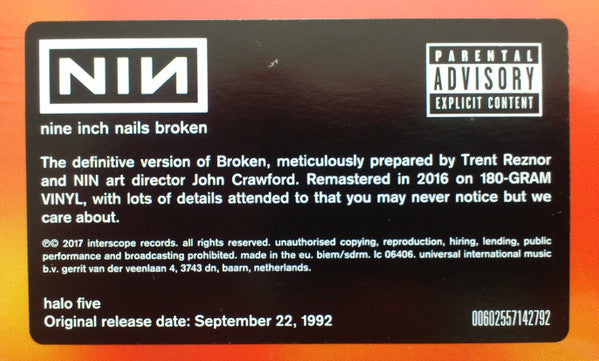 NIN
PARENTAL
ADVISORY
EXPLICIT CONTENT
nine inch nails broken
The definitive version of Broken, meticulously prepared by Trent Reznor
and NIN art director John Crawford. Remastered in 2016 on 180-GRAM
VINYL, with lots of details attended to that you may never notice but we
care about.
℗© 2017 interscope records. all rights reserved. unauthorised copying, reproduction, hiring, lending, public
performance and broadcasting prohibited. made in the eu. biem/sdrm. lc 06406. universal international music
b.v. gerrit van der veenlaan 4, 3743 dn, baarn, netherlands.
halo five
Original release date: September 22, 1992
00602557142792